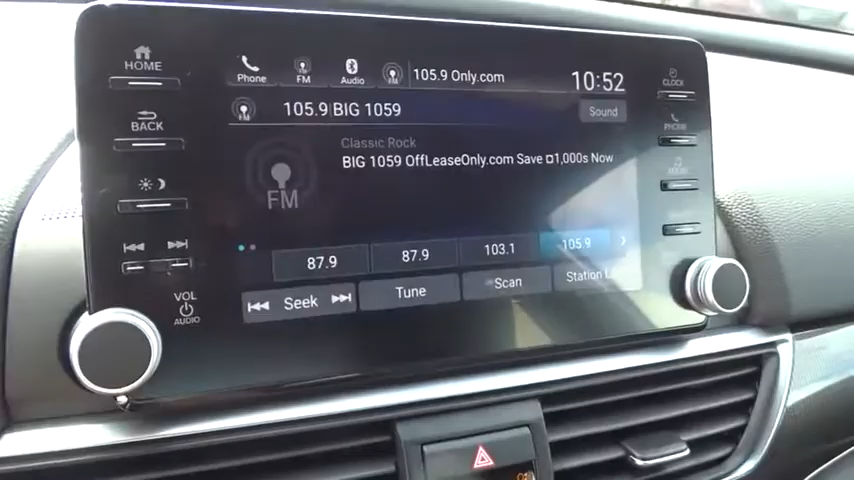 HOME
Phone
FM
Audio
105.9 Only.com
10:52
CLOCK
FM
105.9 BIG 1059
Sound
BACK
PHONE
Classic Rock
BIG 1059 OffLeaseOnly.com Save ¤1,000s Now
FM
87.9
87.9
103.1
105.9
VOL
AUDIO
Seek
Tune
Scan
Station L